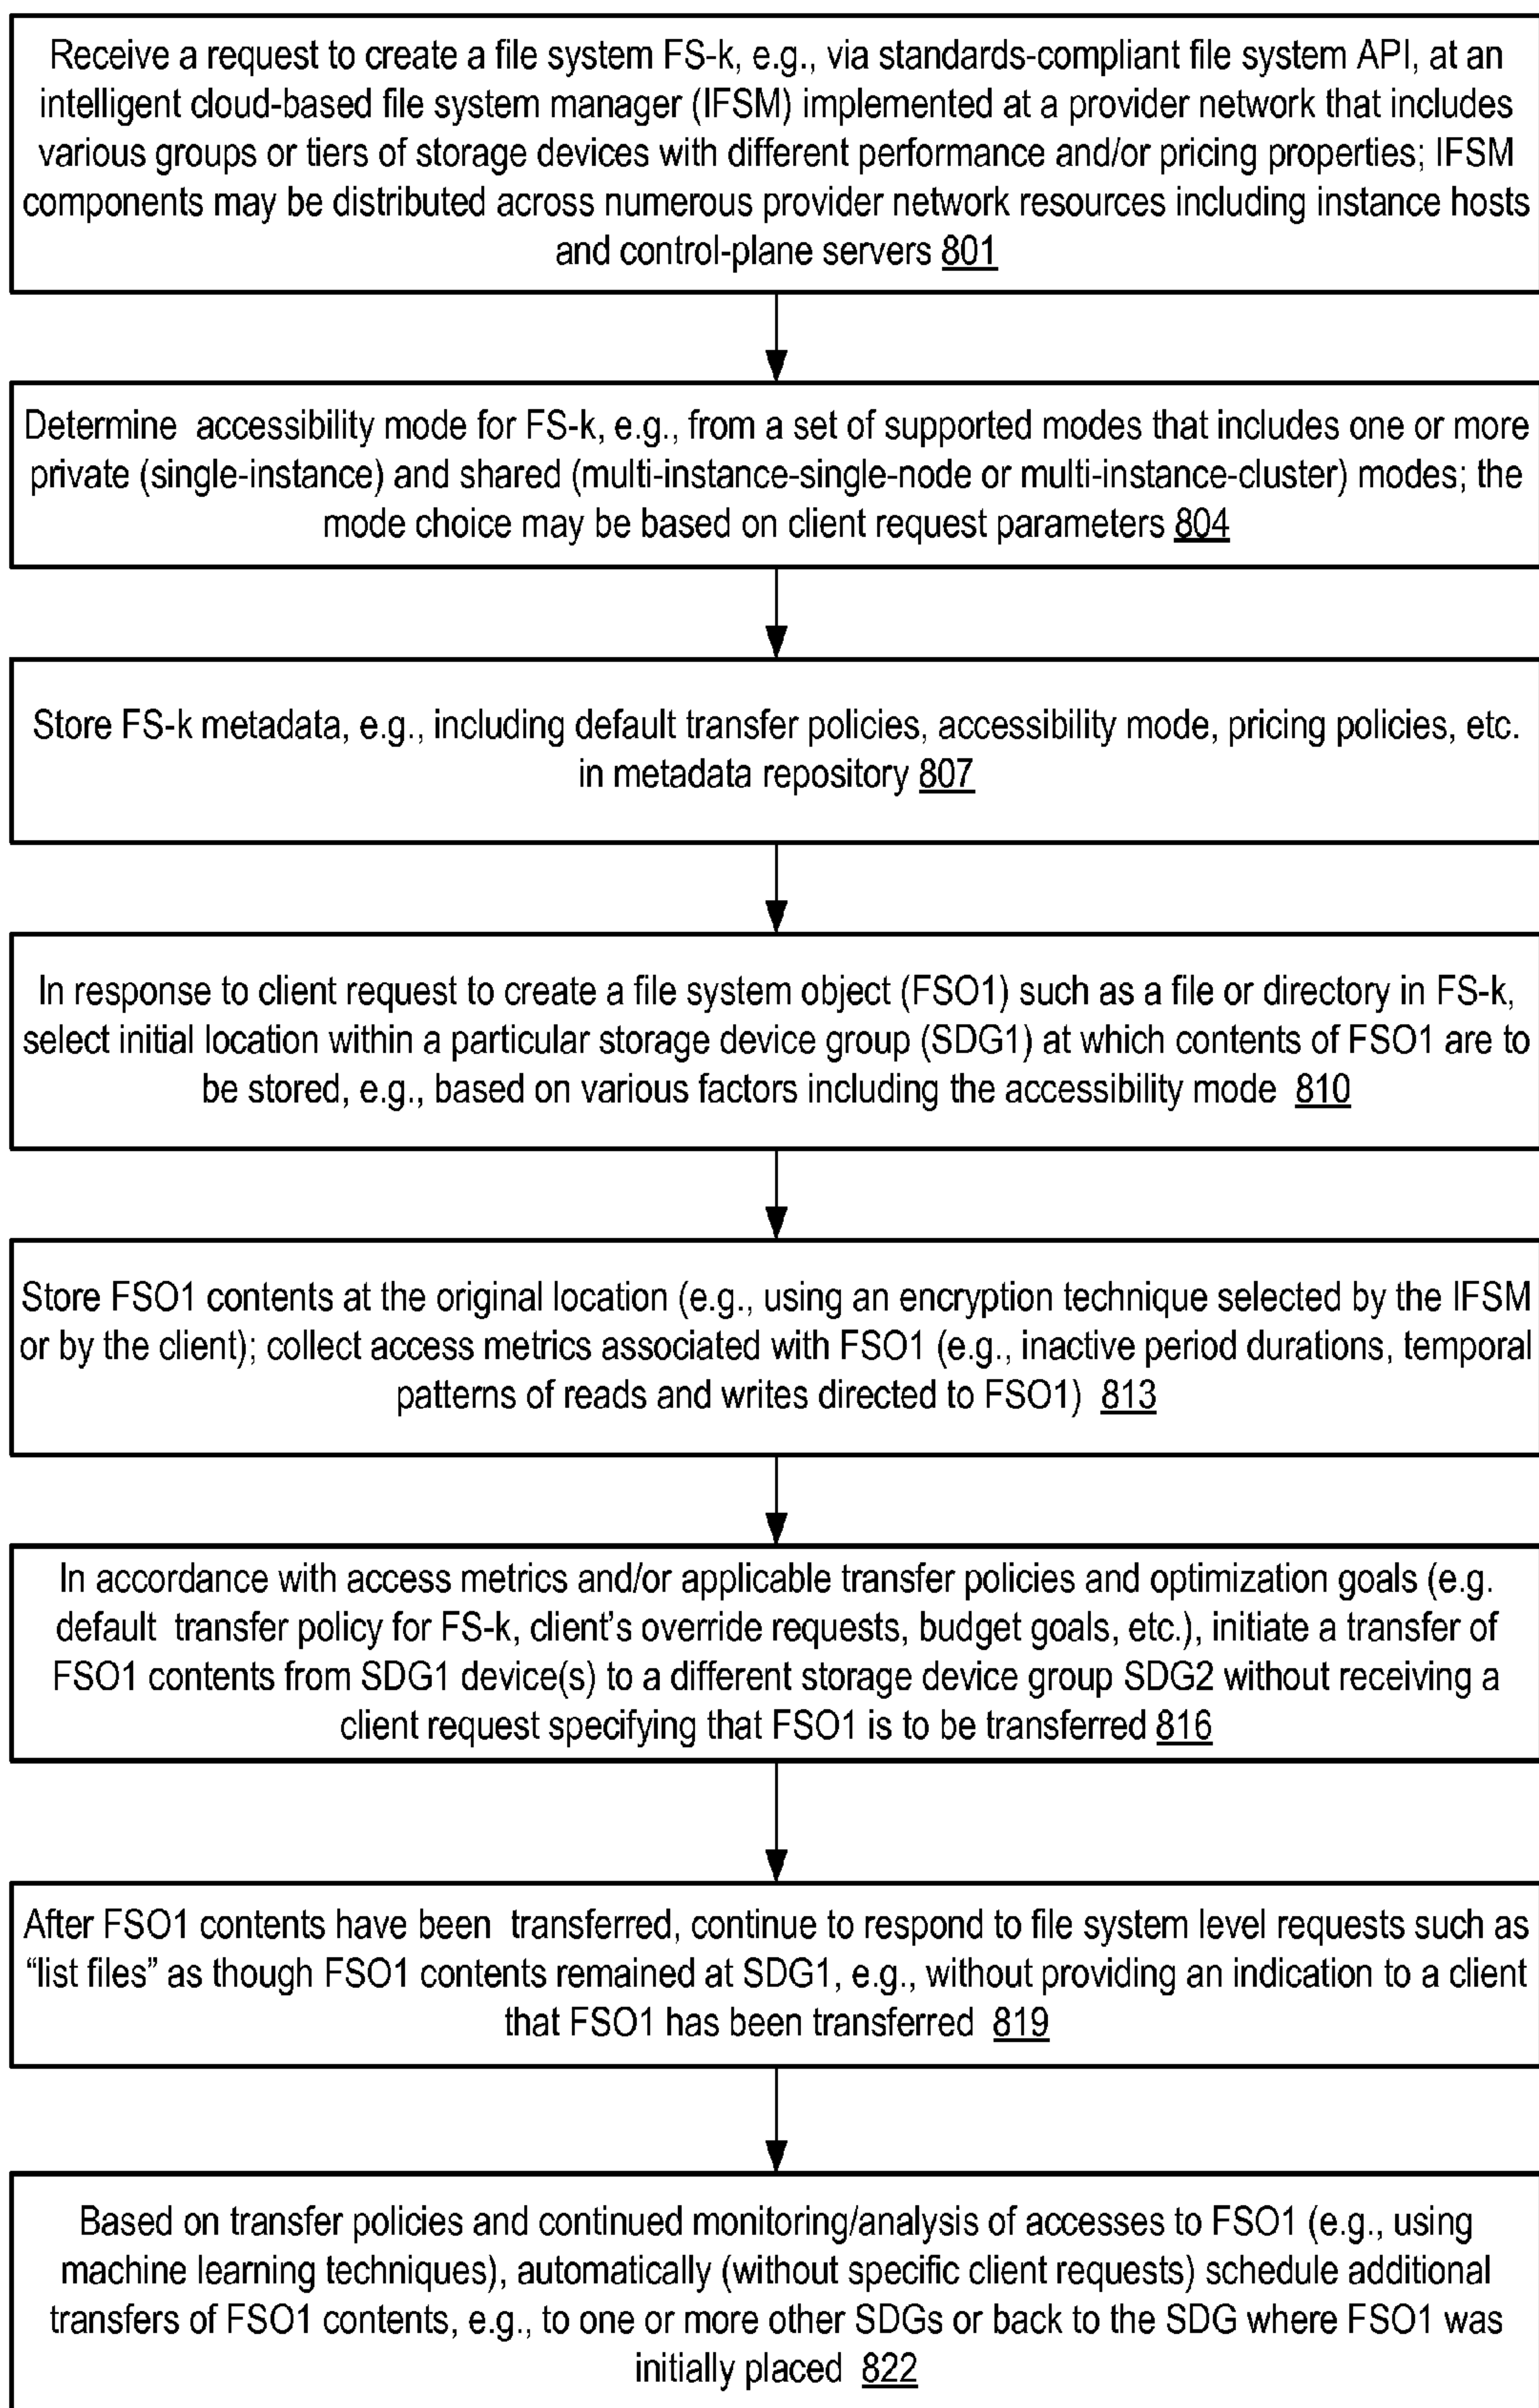 Receive a request to create a file system FS-k, e.g., via standards-compliant file system API, at an
intelligent cloud-based file system manager (IFSM) implemented at a provider network that includes
various groups or tiers of storage devices with different performance and/or pricing properties; IFSM
components may be distributed across numerous provider network resources including instance hosts
and control-plane servers 801
Determine accessibility mode for FS-k, e.g., from a set of supported modes that includes one or more
private (single-instance) and shared (multi-instance-single-node or multi-instance-cluster) modes; the
mode choice may be based on client request parameters 804
Store FS-k metadata, e.g., including default transfer policies, accessibility mode, pricing policies, etc.
in metadata repository 807
In response to client request to create a file system object (FSO1) such as a file or directory in FS-k,
select initial location within a particular storage device group (SDG1) at which contents of FSO1 are to
be stored, e.g., based on various factors including the accessibility mode 810
Store FSO1 contents at the original location (e.g., using an encryption technique selected by the IFSM
or by the client); collect access metrics associated with FSO1 (e.g., inactive period durations, temporal
patterns of reads and writes directed to FSO1) 813
In accordance with access metrics and/or applicable transfer policies and optimization goals (e.g.
default transfer policy for FS-k, client's override requests, budget goals, etc.), initiate a transfer of
FSO1 contents from SDG1 device(s) to a different storage device group SDG2 without receiving a
client request specifying that FSO1 is to be transferred 816
After FSO1 contents have been transferred, continue to respond to file system level requests such as
“list files” as though FSO1 contents remained at SDG1, e.g., without providing an indication to a client
that FSO1 has been transferred 819
Based on transfer policies and continued monitoring/analysis of accesses to FSO1 (e.g., using
machine learning techniques), automatically (without specific client requests) schedule additional
transfers of FSO1 contents, e.g., to one or more other SDGs or back to the SDG where FSO1 was
initially placed 822